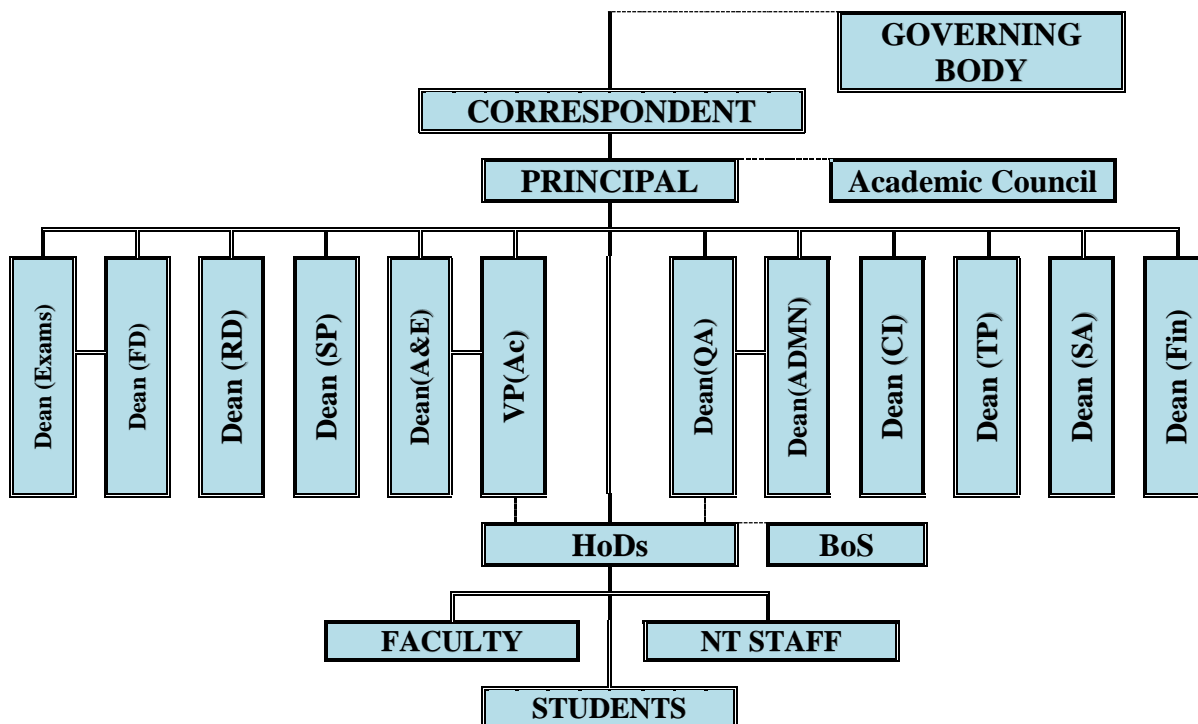 GOVERNING
BODY
CORRESPONDENT
PRINCIPAL
Academic Council
Dean (Exams)
Dean (FD)
Dean (RD)
Dean (SP)
Dean(A&E)
VP(Ac)
Dean(QA)
Dean(ADMN)
Dean (CI)
Dean (TP)
Dean (SA)
Dean (Fin)
HoDs
BoS
FACULTY
NT STAFF
STUDENTS